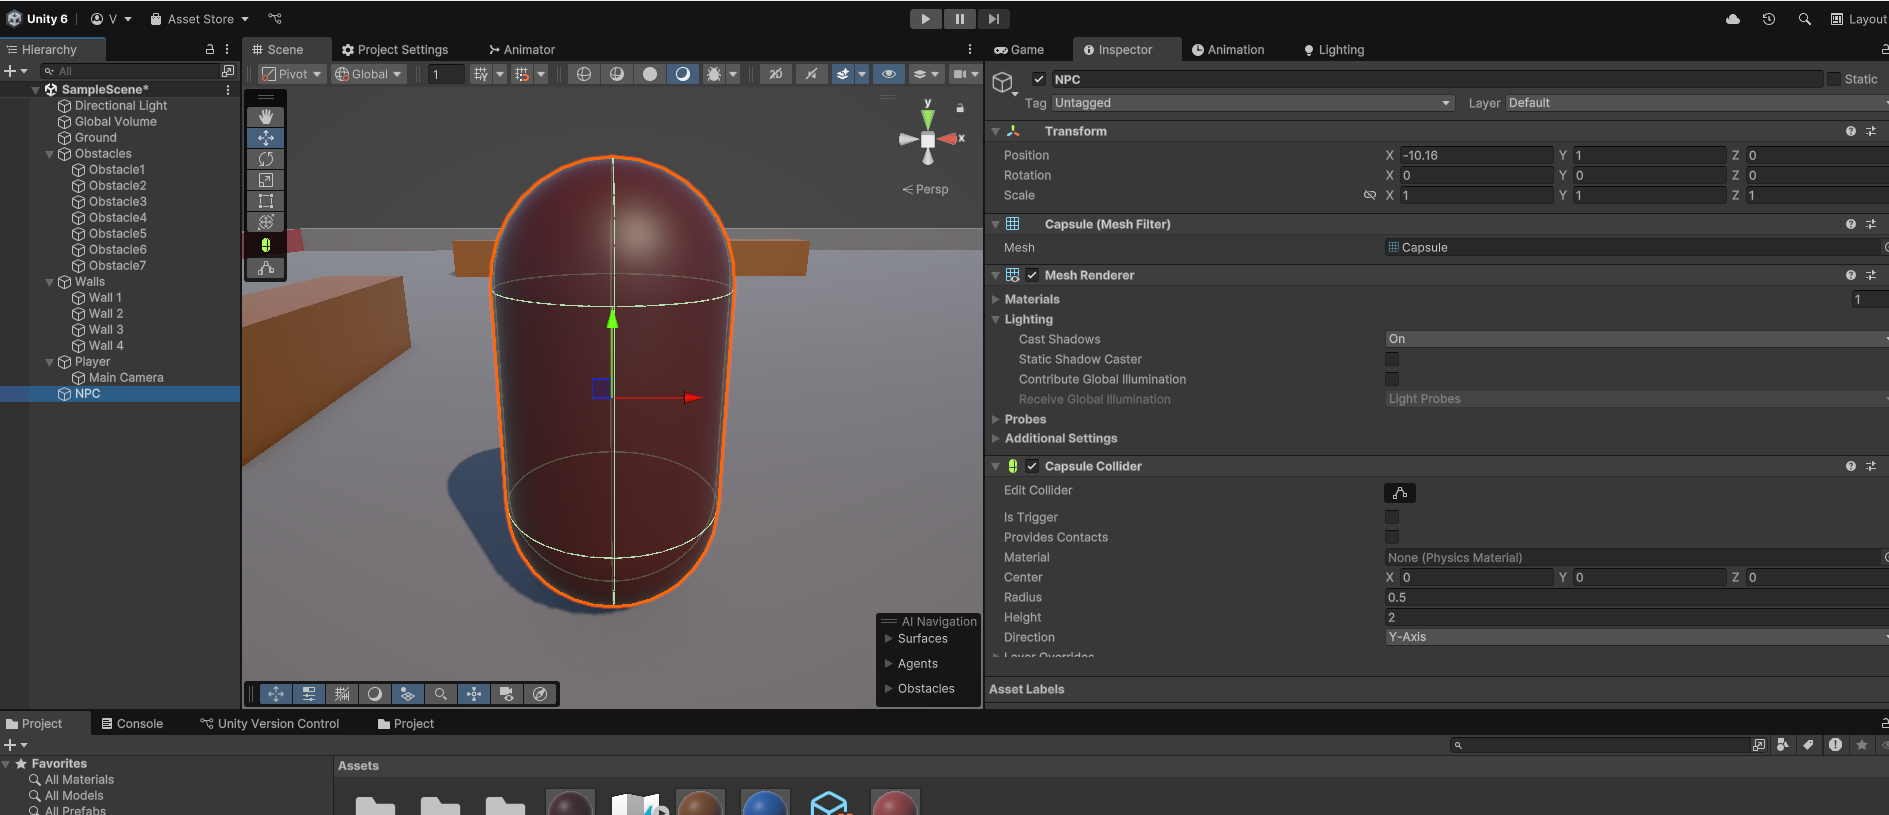 Unity 6 V Asset Store Layout
Hierarchy
All
SampleScene*
Directional Light
Global Volume
Ground
Obstacles
Obstacle1
Obstacle2
Obstacle3
Obstacle4
Obstacle5
Obstacle6
Obstacle7
Walls
Wall 1
Wall 2
Wall 3
Wall 4
Player
Main Camera
NPC
Scene Project Settings Animator
Pivot Global 1 2D
y
x
Persp
AI Navigation
Surfaces
Agents
Obstacles
Game Inspector Animation Lighting
NPC Static
Tag Untagged Layer Default
Transform
Position X -10.16 Y 1 Z 0
Rotation X 0 Y 0 Z 0
Scale X 1 Y 1 Z 1
Capsule (Mesh Filter)
Mesh Capsule
Mesh Renderer
Materials 1
Lighting
Cast Shadows On
Static Shadow Caster
Contribute Global Illumination
Receive Global Illumination Light Probes
Probes
Additional Settings
Capsule Collider
Edit Collider
Is Trigger
Provides Contacts
Material None (Physics Material)
Center X 0 Y 0 Z 0
Radius 0.5
Height 2
Direction Y-Axis
Layer Overrides
Asset Labels
Project Console Unity Version Control Project
Favorites
All Materials
All Models
All Prefabs
Assets